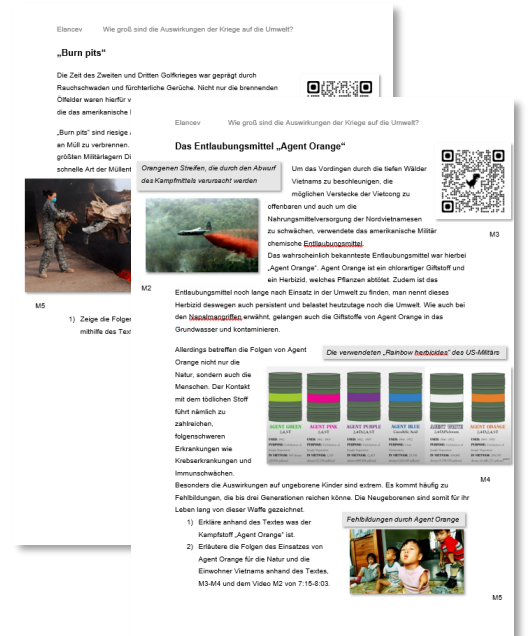 Elancev Wie groß sind die Auswirkungen der Kriege auf die Umwelt?
„Burn pits“
Die Zeit des Zweiten und Dritten Golfkrieges war geprägt durch
Rauchschwaden und fürchterliche Gerüche. Nicht nur die brennenden
Ölfelder waren hierfür v
die das amerikanische
„Burn pits“ sind riesige
an Müll zu verbrennen.
größten Militärlagern Di
schnelle Art der Müllent
M5
1) Zeige die Folger
mithilfe des Tex
Elancev Wie groß sind die Auswirkungen der Kriege auf die Umwelt?
Das Entlaubungsmittel „Agent Orange“
Orangenen Streifen, die durch den Abwurf
des Kampfmittels verursacht werden
M2
Um das Vordringen durch die tiefen Wälder
Vietnams zu beschleunigen, die
möglichen Verstecke der Vietcong zu
offenbaren und auch um die
Nahrungsmittelversorgung der Nordvietnamesen
zu schwächen, verwendete das amerikanische Militär
chemische Entllaubungsmittel.
M3
Das wahrscheinlich bekannteste Entlaubungsmittel war hierbei
„Agent Orange“. Agent Orange ist ein chlorartiger Giftstoff und
ein Herbizid, welches Pflanzen abtötet. Zudem ist das
Entlaubungsmittel noch lange nach Einsatz in der Umwelt zu finden, man nennt dieses
Herbizid deswegen auch persistent und belastet heutzutage noch die Umwelt. Wie auch bei
den Napalmangriffen erwähnt, gelangen auch die Giftstoffe von Agent Orange in das
Grundwasser und kontaminieren.
Allerdings betreffen die Folgen von Agent
Orange nicht nur die
Natur, sondern auch die
Menschen. Der Kontakt
mit dem tödlichen Stoff
führt nämlich zu
zahlreichen,
folgenschweren
Erkrankungen wie
Krebserkrankungen und
Immunschwächen.
Die verwendeten „Rainbow herbicides“ des US-Militärs
AGENT GREEN AGENT PINK AGENT PURPLE AGENT BLUE AGENT WHITE AGENT ORANGE
M4
Besonders die Auswirkungen auf ungeborene Kinder sind extrem. Es kommt häufig zu
Fehlbildungen, die bis drei Generationen reichen könne. Die Neugeborenen sind somit für ihr
Leben lang von dieser Waffe gezeichnet.
1) Erkläre anhand des Textes was der
Kampfstoff „Agent Orange“ ist.
2) Erläutere die Folgen des Einsatzes von
Agent Orange für die Natur und die
Einwohner Vietnams anhand des Textes,
M3-M4 und dem Video M2 von 7:15-8:03.
Fehlbildungen durch Agent Orange
M5